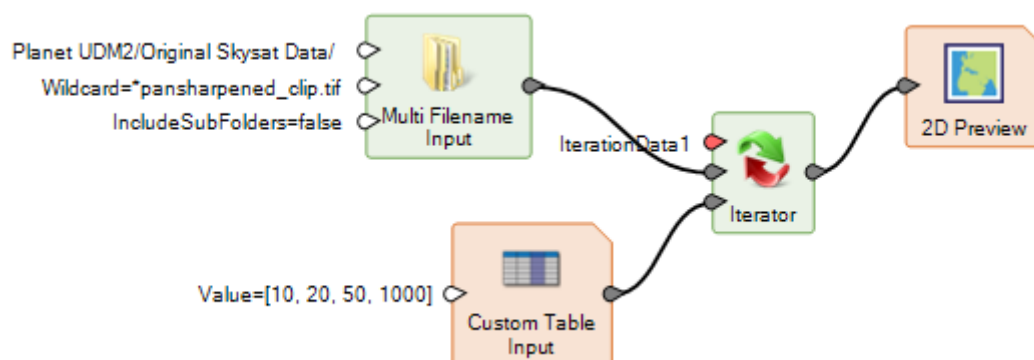 Planet UDM2/Original Skysat Data/
Wildcard=*pansharpened_clip.tif
IncludeSubFolders=false
Multi Filename
Input
IterationData1
Iterator
2D Preview
Value=[10, 20, 50, 1000]
Custom Table
Input